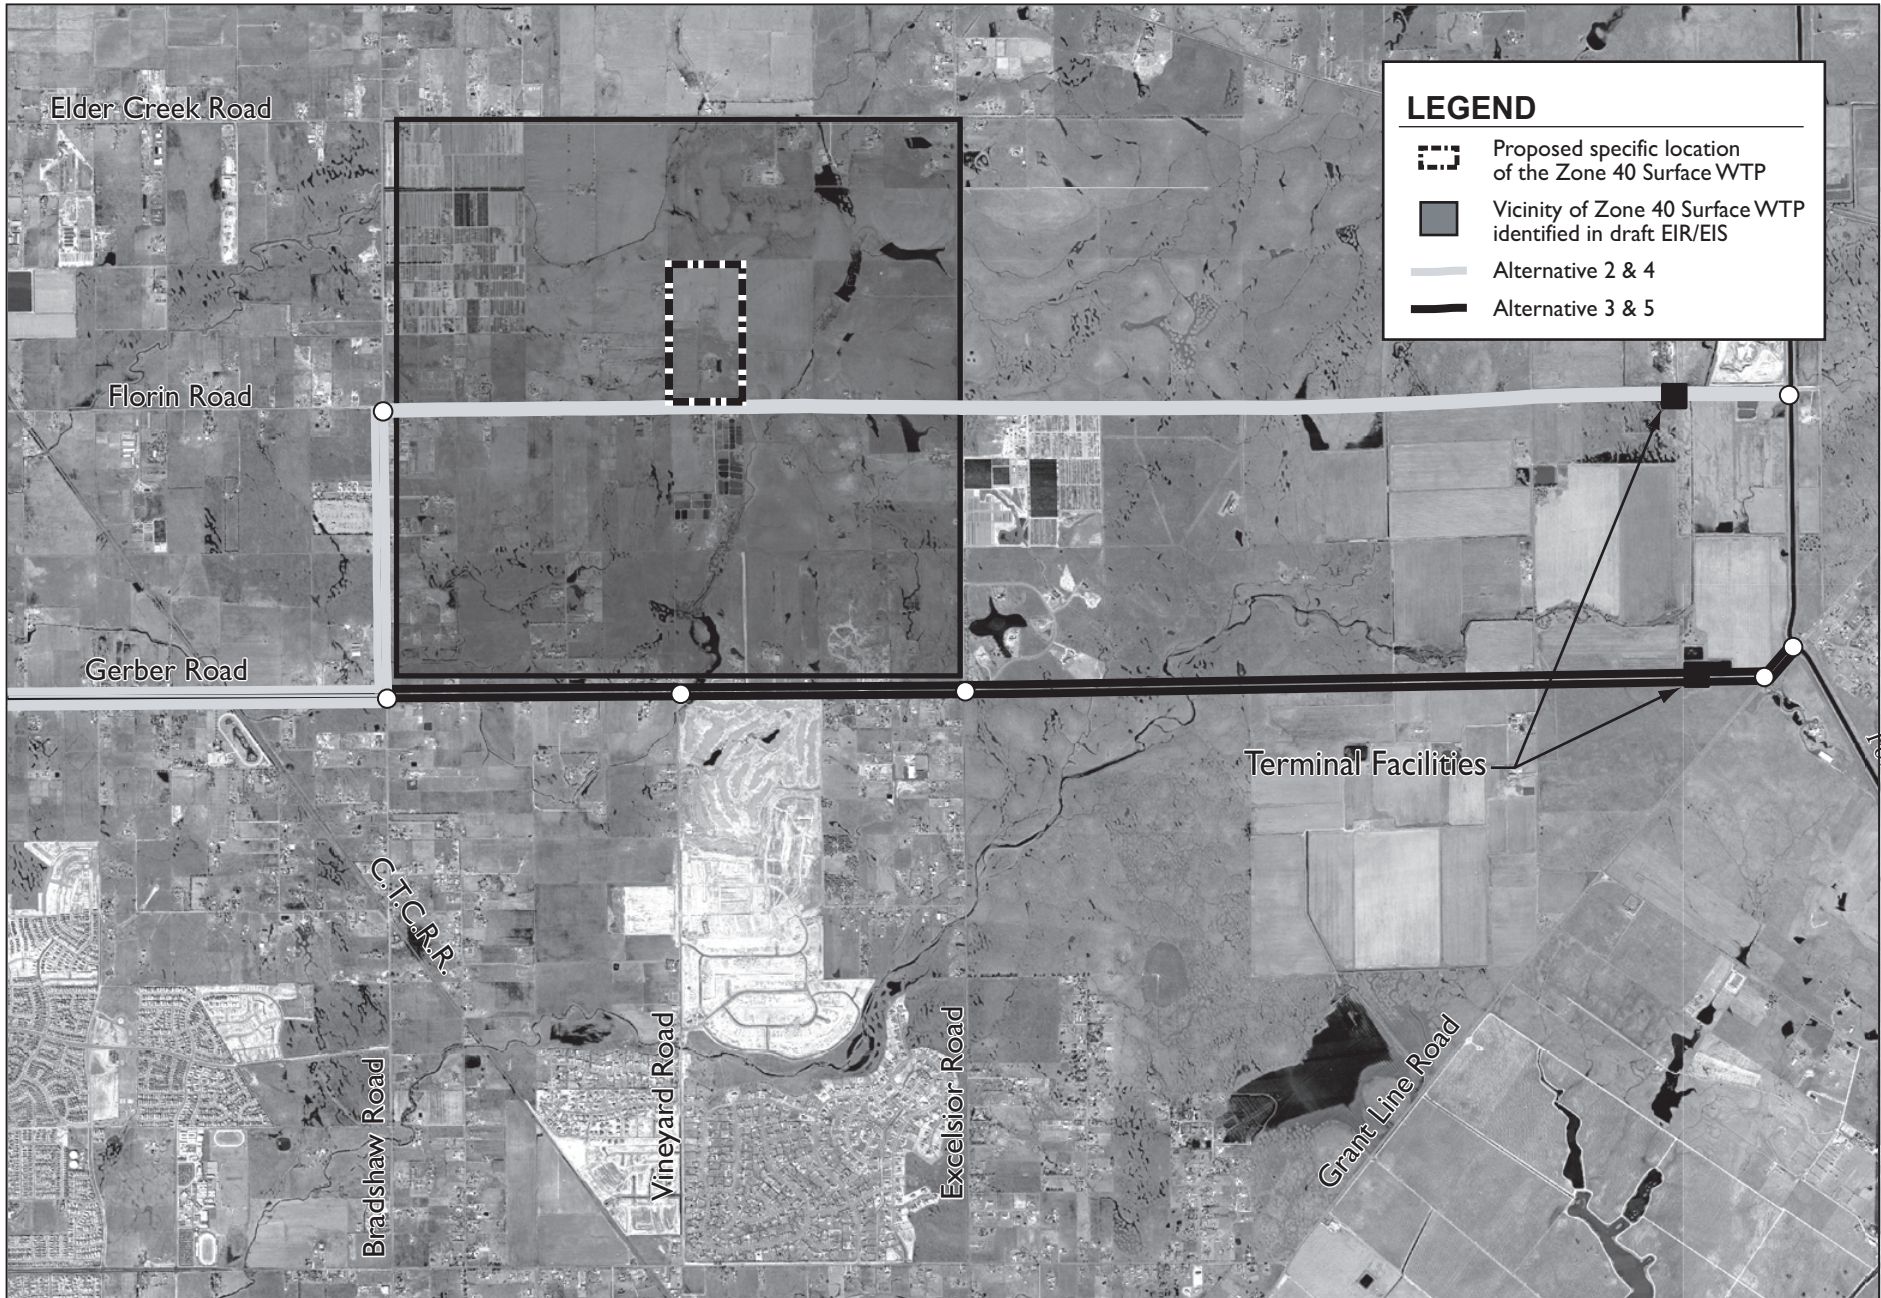 Elder Creek Road
LEGEND
Proposed specific location
of the Zone 40 Surface WTP
Vicinity of Zone 40 Surface WTP
identified in draft EIR/EIS
Alternative 2 & 4
Alternative 3 & 5
Florin Road
Gerber Road
Terminal Facilities
C.T.C.R.R.
Bradshaw Road
Vineyard Road
Excelsior Road
Grant Line Road